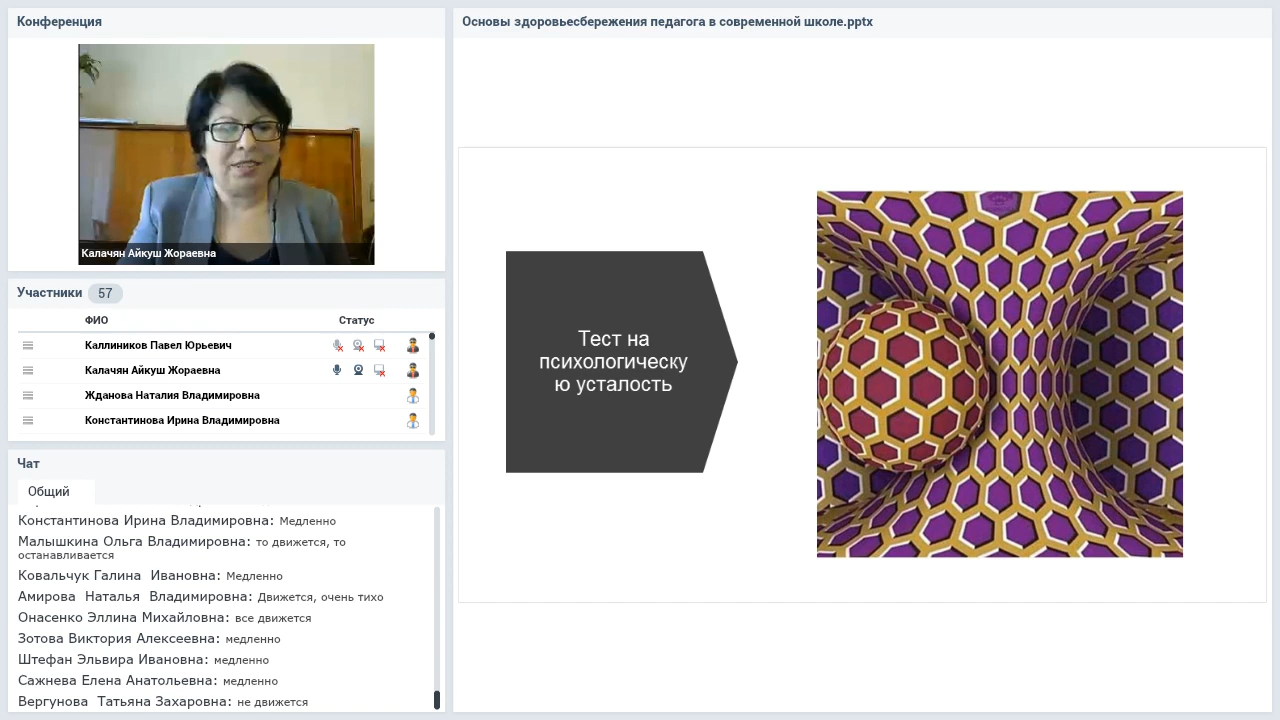 Конференция
Калачян Айкуш Жораевна
Участники 57
ФИО Статус
Каллиников Павел Юрьевич
Калачян Айкуш Жораевна
Жданова Наталия Владимировна
Константинова Ирина Владимировна
Чат
Общий
Константинова Ирина Владимировна: Медленно
Малышкина Ольга Владимировна: то движется, то
останавливается
Ковальчук Галина  Ивановна: Медленно
Амирова  Наталья  Владимировна: Движется, очень тихо
Онасенко Эллина Михайловна: все движется
Зотова Виктория Алексеевна: медленно
Штефан Эльвира Ивановна: медленно
Сажнева Елена Анатольевна: медленно
Вергунова  Татьяна Захаровна: не движется
Основы здоровьесбережения педагога в современной школе.pptx
Тест на
психологическу
ю усталость